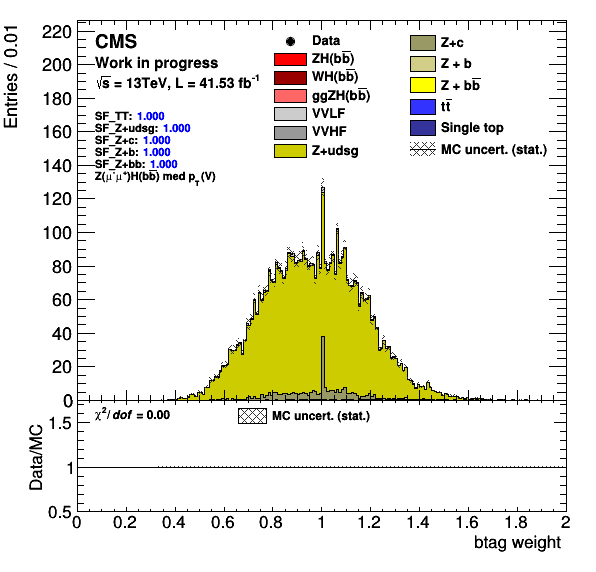 CMS
Work in progress
√s = 13TeV, L = 41.53 fb⁻¹
SF_TT: 1.000
SF_Z+udsg: 1.000
SF_Z+c: 1.000
SF_Z+b: 1.000
SF_Z+bb: 1.000
Z(μ⁻μ⁺)H(bb̅) med p_T(V)
Data
ZH(bb̅)
WH(bb̅)
ggZH(bb̅)
VVLF
VVHF
Z+udsg
Z+c
Z + b
Z + bb̅
tt̅
Single top
MC uncert. (stat.)
Entries / 0.01
220
200
180
160
140
120
100
80
60
40
20
0
χ²/dof = 0.00
MC uncert. (stat.)
Data/MC
1.5
1
0.5
0 0.2 0.4 0.6 0.8 1 1.2 1.4 1.6 1.8 2
btag weight